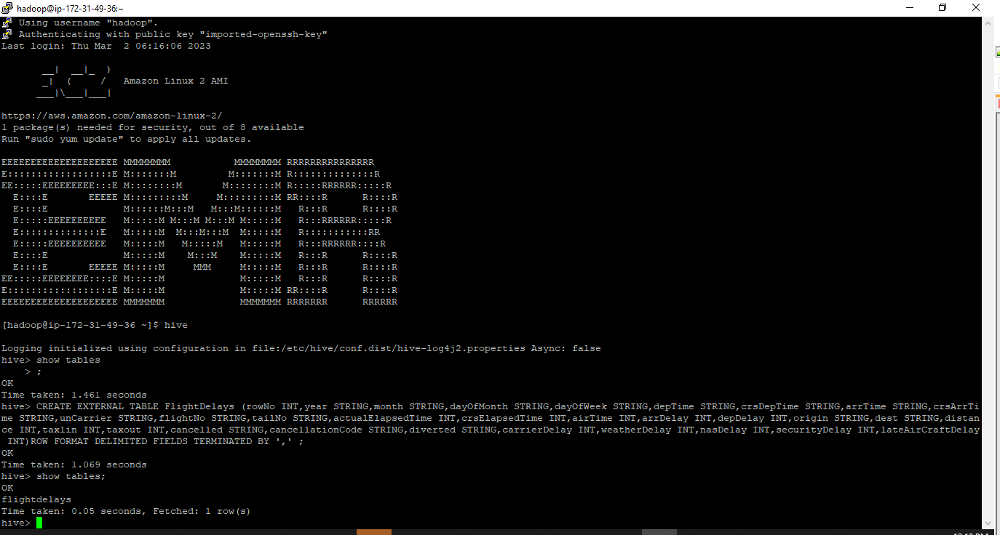 hadoop@ip-172-31-49-36:~
Using username "hadoop".
Authenticating with public key "imported-openssh-key"
Last login: Thu Mar  2 06:16:06 2023

       __|  __|_  )
       _|  (     /   Amazon Linux 2 AMI
      ___|\___|___|

https://aws.amazon.com/amazon-linux-2/
1 package(s) needed for security, out of 8 available
Run "sudo yum update" to apply all updates.

EEEEEEEEEEEEEEEEEEEE MMMMMMMM           MMMMMMMM RRRRRRRRRRRRRRR
E::::::::::::::::::E M:::::::M         M:::::::M R::::::::::::::R
EE:::::EEEEEEEEE:::E M::::::::M       M::::::::M R:::::RRRRRR:::::R
  E::::E       EEEEE M:::::::::M     M:::::::::M RR::::R      R::::R
  E::::E             M::::::M:::M   M:::M::::::M   R:::R      R::::R
  E:::::EEEEEEEEEE   M:::::M M:::M M:::M M:::::M   R:::RRRRRR:::::R
  E::::::::::::::E   M:::::M  M:::M:::M  M:::::M   R:::::::::::RR
  E:::::EEEEEEEEEE   M:::::M   M:::::M   M:::::M   R:::RRRRRR::::R
  E::::E             M:::::M    M:::M    M:::::M   R:::R      R::::R
  E::::E       EEEEE M:::::M     MMM     M:::::M   R:::R      R::::R
EE:::::EEEEEEEE::::E M:::::M             M:::::M   R:::R      R::::R
E::::::::::::::::::E M:::::M             M:::::M RR::::R      R::::R
EEEEEEEEEEEEEEEEEEEE MMMMMMM             MMMMMMM RRRRRRR      RRRRRR

[hadoop@ip-172-31-49-36 ~]$ hive

Logging initialized using configuration in file:/etc/hive/conf.dist/hive-log4j2.properties Async: false
hive> show tables
    > ;
OK
Time taken: 1.461 seconds
hive> CREATE EXTERNAL TABLE FlightDelays (rowNo INT,year STRING,month STRING,dayOfMonth STRING,dayOfWeek STRING,depTime STRING,crsDepTime STRING,arrTime STRING,crsArrTi
me STRING,unCarrier STRING,flightNo STRING,tailNo STRING,actualElapsedTime INT,crsElapsedTime INT,airTime INT,arrDelay INT,depDelay INT,origin STRING,dest STRING,distan
ce INT,taxlin INT,taxout INT,cancelled STRING,cancellationCode STRING,diverted STRING,carrierDelay INT,weatherDelay INT,nasDelay INT,securityDelay INT,lateAirCraftDelay
 INT)ROW FORMAT DELIMITED FIELDS TERMINATED BY ',' ;
OK
Time taken: 1.069 seconds
hive> show tables;
OK
flightdelays
Time taken: 0.05 seconds, Fetched: 1 row(s)
hive>